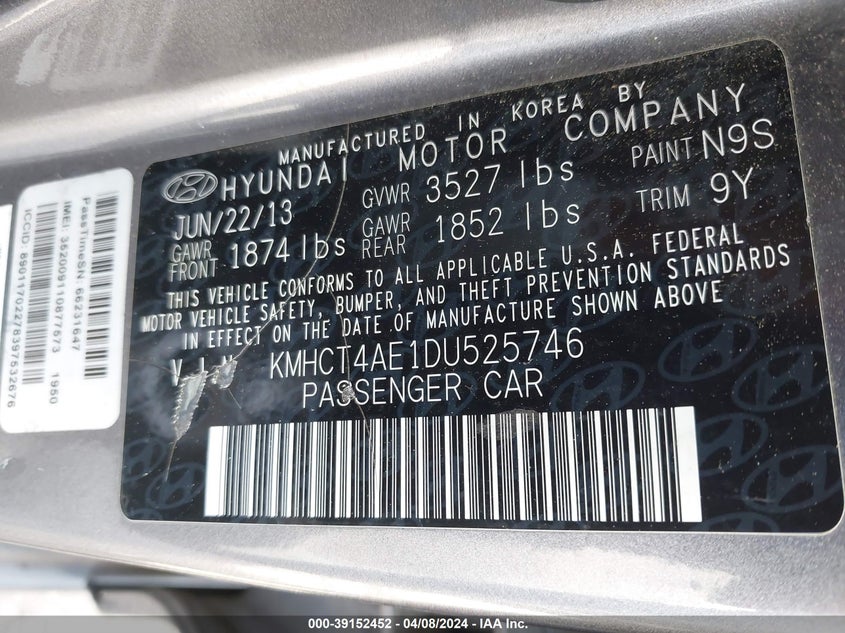 MANUFACTURED IN KOREA BY
HYUNDAI MOTOR COMPANY
JUN/22/13 GVWR 3527 lbs PAINT N9S
GAWR FRONT 1874 lbs GAWR REAR 1852 lbs TRIM 9Y
THIS VEHICLE CONFORMS TO ALL APPLICABLE U.S. FEDERAL
MOTOR VEHICLE SAFETY, BUMPER, AND THEFT PREVENTION STANDARDS
IN EFFECT ON THE DATE OF MANUFACTURE SHOWN ABOVE
V I N KMHCT4AE1DU525746
PASSENGER CAR
PassTimeSN: 66231647
IMEI: 352009110877673 1950
ICCID: 89011702278397532676
000-39152452 - 04/08/2024 - IAA Inc.